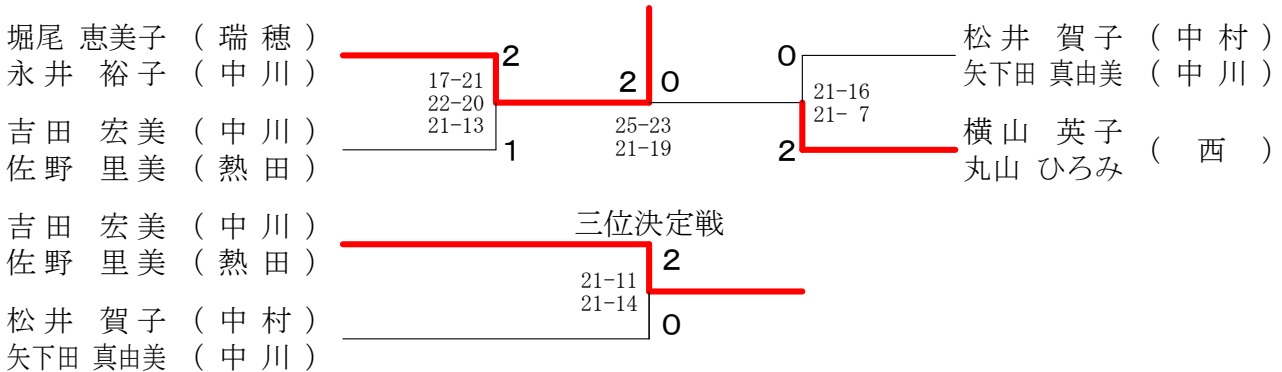 堀尾 恵美子 ( 瑞 穂 )
永井 裕子 ( 中 川 )
吉田 宏美 ( 中 川 )
佐野 里美 ( 熱 田 )
2
17-21
22-20
21-13
1
2 0
25-23
21-19
0
21-16
21- 7
2
松井 賀子 ( 中 村 )
矢下田 真由美 ( 中 川 )
横山 英子
丸山 ひろみ
( 西 )
三位決定戦
吉田 宏美 ( 中 川 )
佐野 里美 ( 熱 田 )
松井 賀子 ( 中 村 )
矢下田 真由美 ( 中 川 )
2
21-11
21-14
0